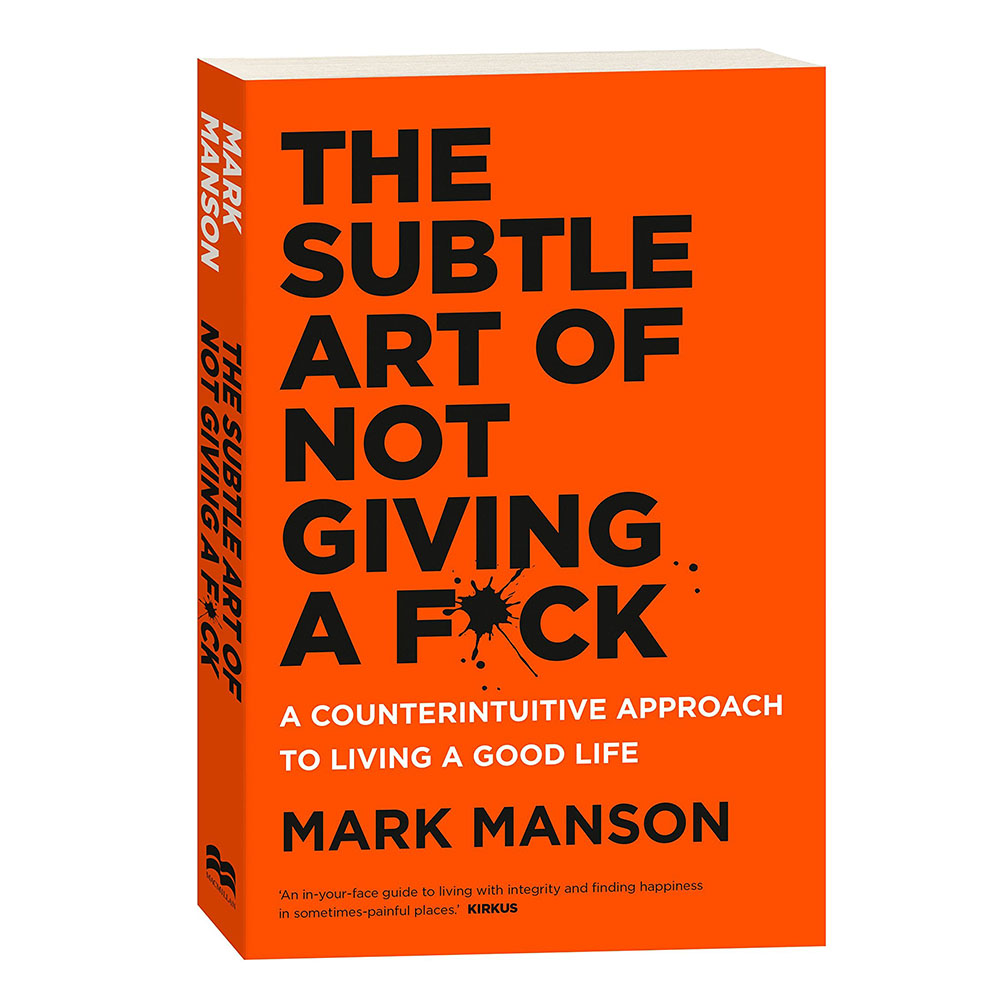 THE
SUBTLE
ART OF
NOT
GIVING
A F*CK
A COUNTERINTUITIVE APPROACH
TO LIVING A GOOD LIFE
MARK MANSON
‘An in-your-face guide to living with integrity and finding happiness
in sometimes-painful places.’ KIRKUS
MARK
MANSON
THE SUBTLE ART OF
NOT GIVING A F*CK
MACMILLAN